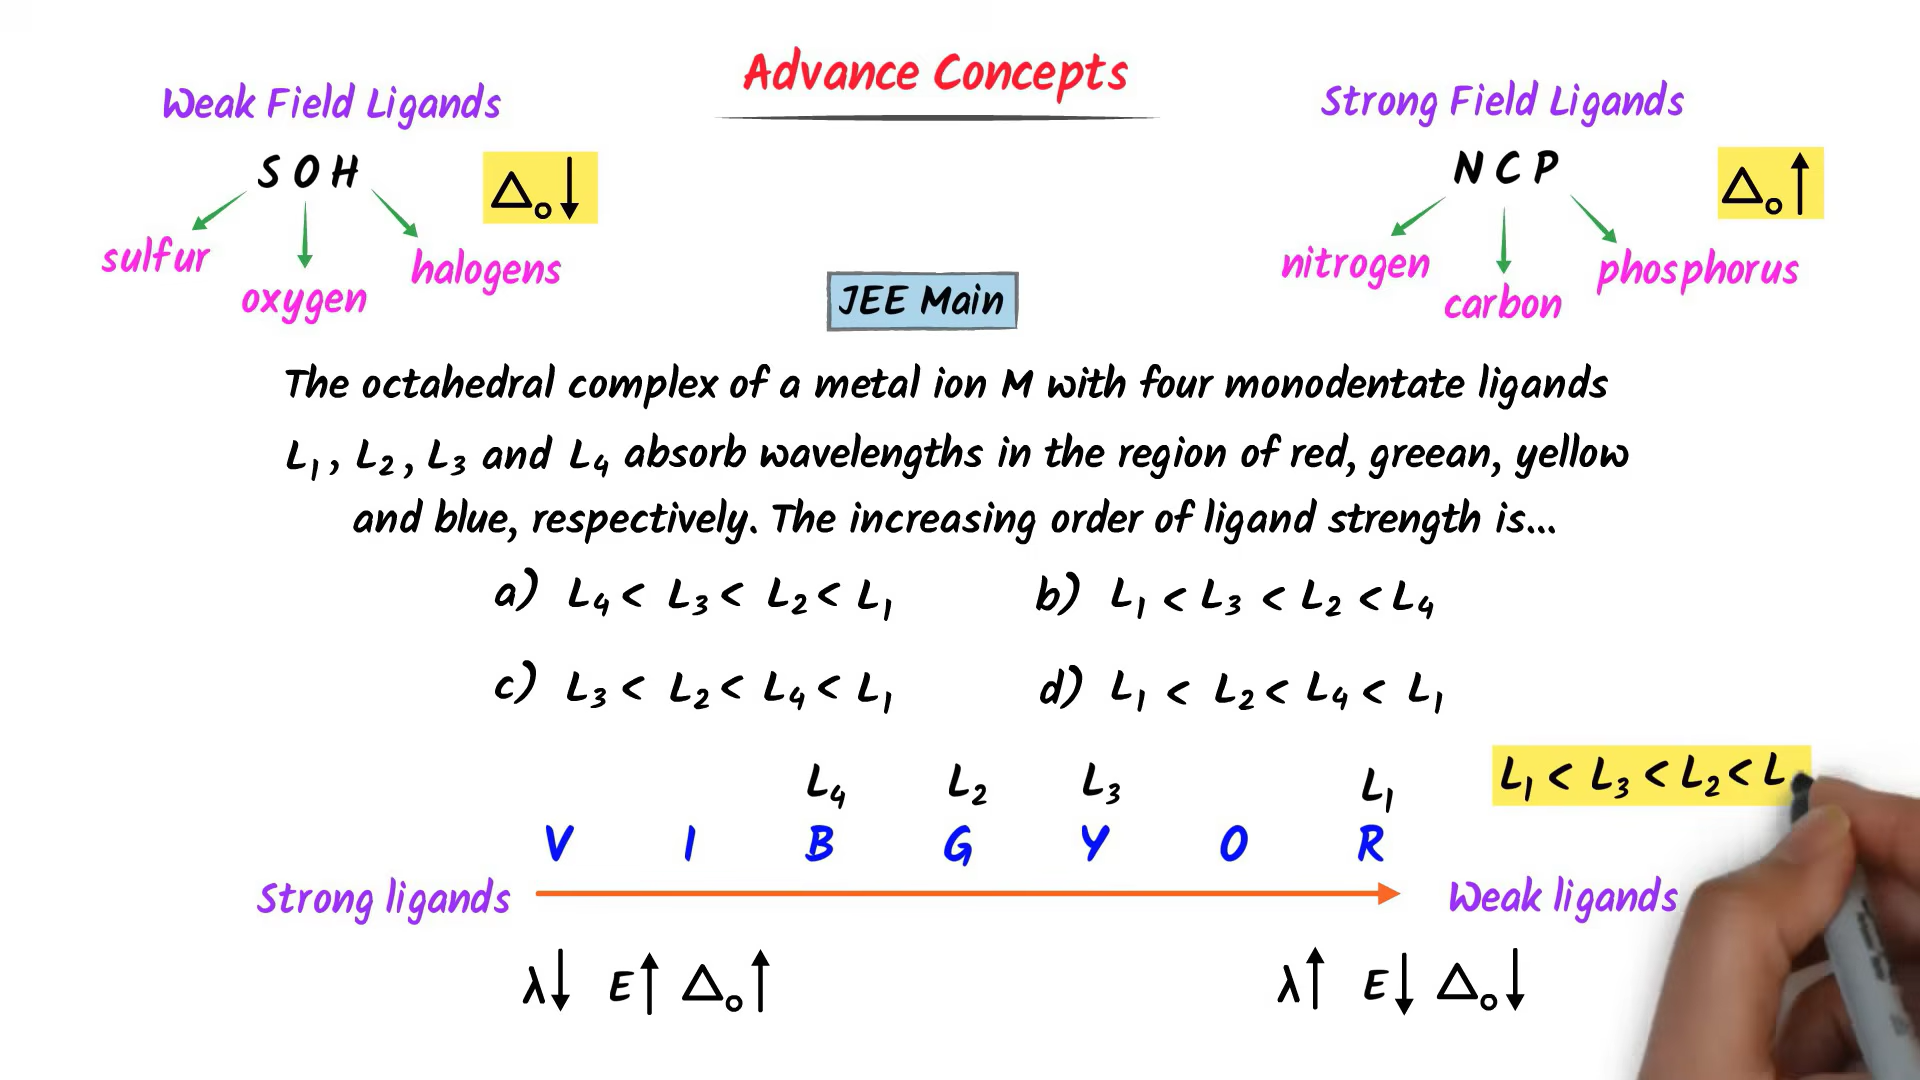 Advance Concepts
Weak Field Ligands
S O H
Δ₀↓
sulfur
oxygen
halogens
Strong Field Ligands
N C P
Δ₀↑
nitrogen
carbon
phosphorus
JEE Main
The octahedral complex of a metal ion M with four monodentate ligands
L₁, L₂, L₃ and L₄ absorb wavelengths in the region of red, greean, yellow
and blue, respectively. The increasing order of ligand strength is...
a) L₄ < L₃ < L₂ < L₁
b) L₁ < L₃ < L₂ < L₄
c) L₃ < L₂ < L₄ < L₁
d) L₁ < L₂ < L₄ < L₁
L₄ L₂ L₃ L₁
L₁ < L₃ < L₂ < L
V I B G Y O R
Strong ligands
Weak ligands
λ↓ E↑ Δ₀↑
λ↑ E↓ Δ₀↓